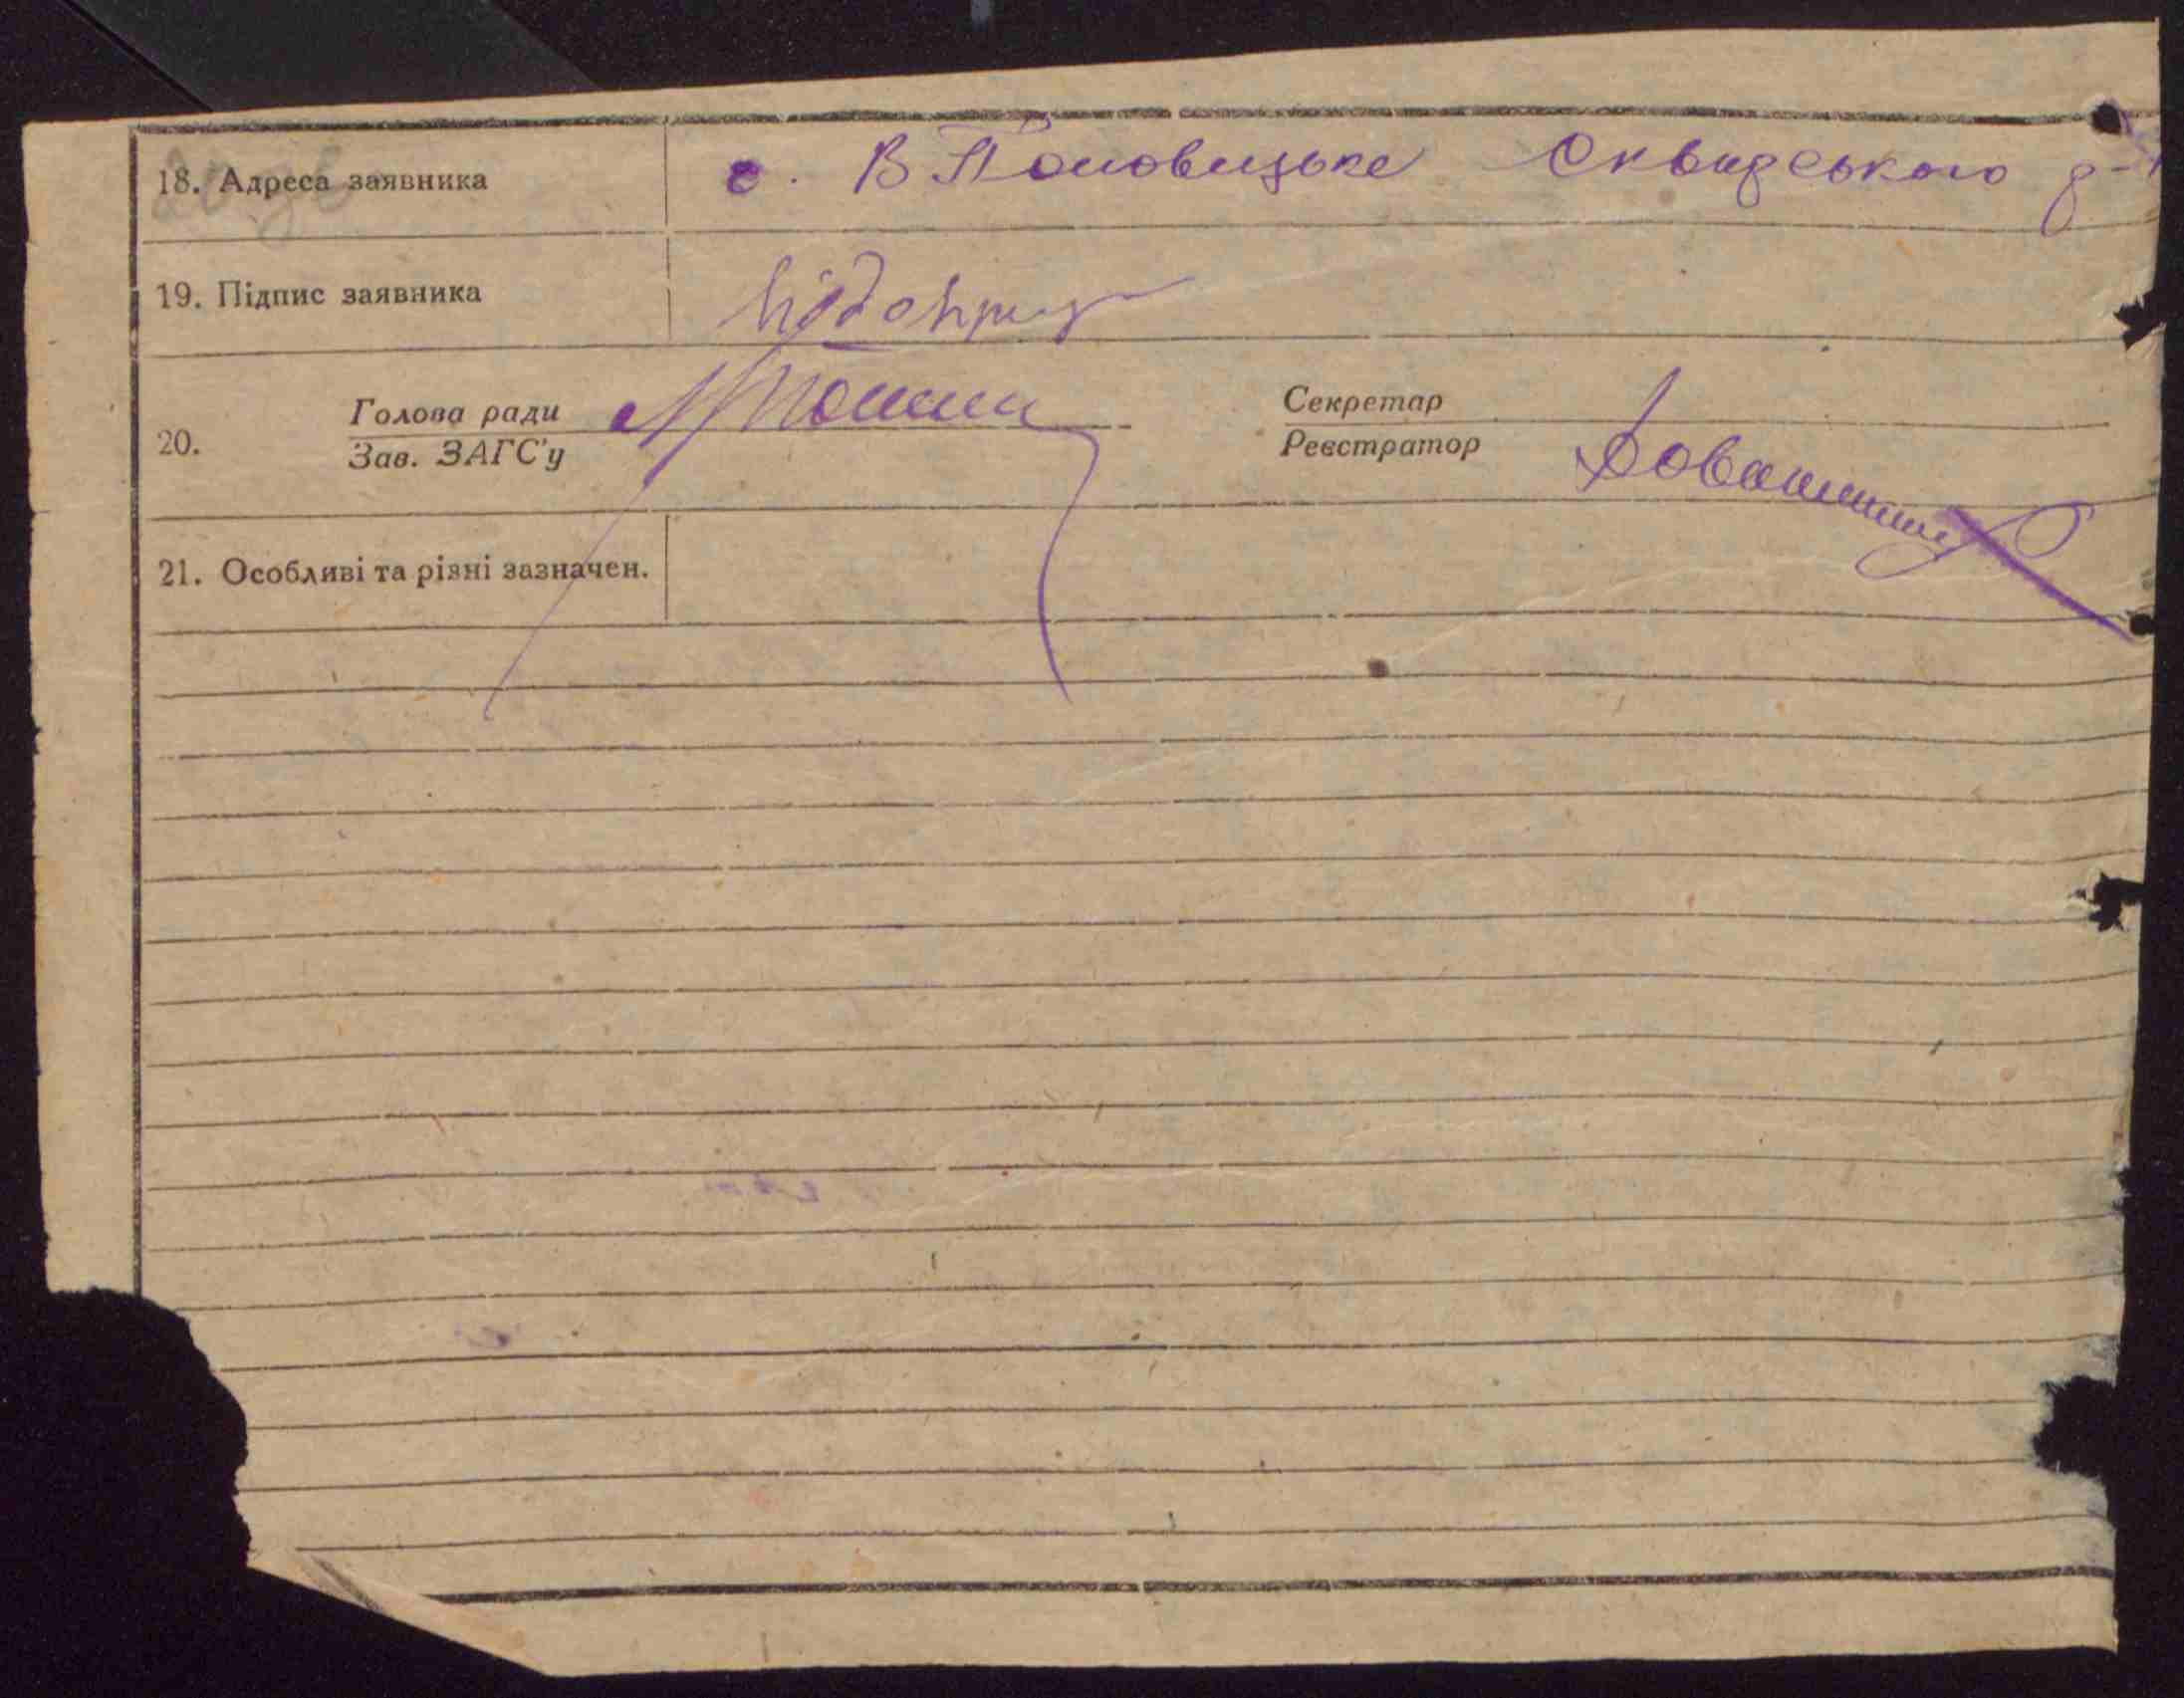 18. Адреса заявника с. В Половецьке Сквирського р-
19. Підпис заявника
20. Голова ради Секретар
Зав. ЗАГС'у Реєстратор
21. Особливі та різні зазначен.